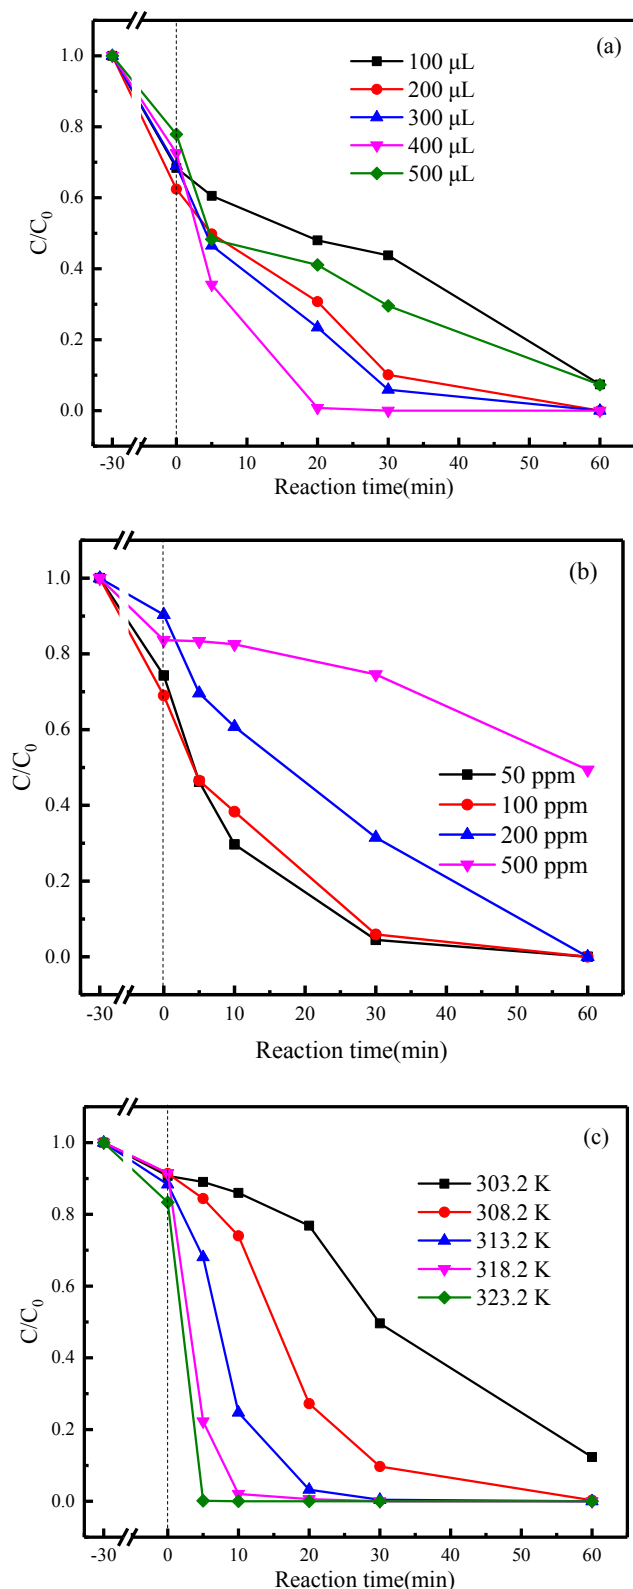 (a)
100 μL
200 μL
300 μL
400 μL
500 μL
1.0
0.8
0.6
0.4
0.2
0.0
C/C0
-30 0 10 20 30 40 50 60
Reaction time(min)
(b)
1.0
0.8
0.6
0.4
0.2
0.0
C/C0
50 ppm
100 ppm
200 ppm
500 ppm
-30 0 10 20 30 40 50 60
Reaction time(min)
(c)
1.0
0.8
0.6
0.4
0.2
0.0
C/C0
303.2 K
308.2 K
313.2 K
318.2 K
323.2 K
-30 0 10 20 30 40 50 60
Reaction time(min)